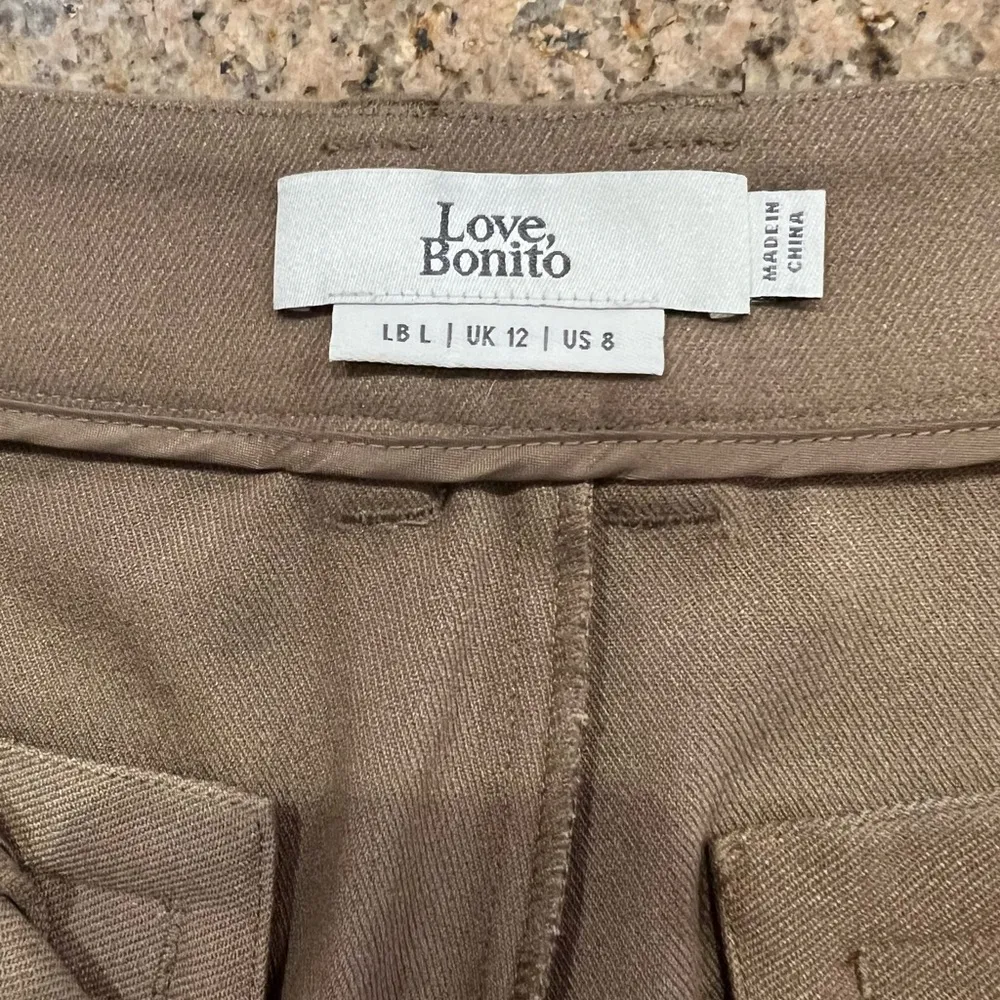 Love,
Bonito
MADE IN
CHINA
LB L | UK 12 | US 8